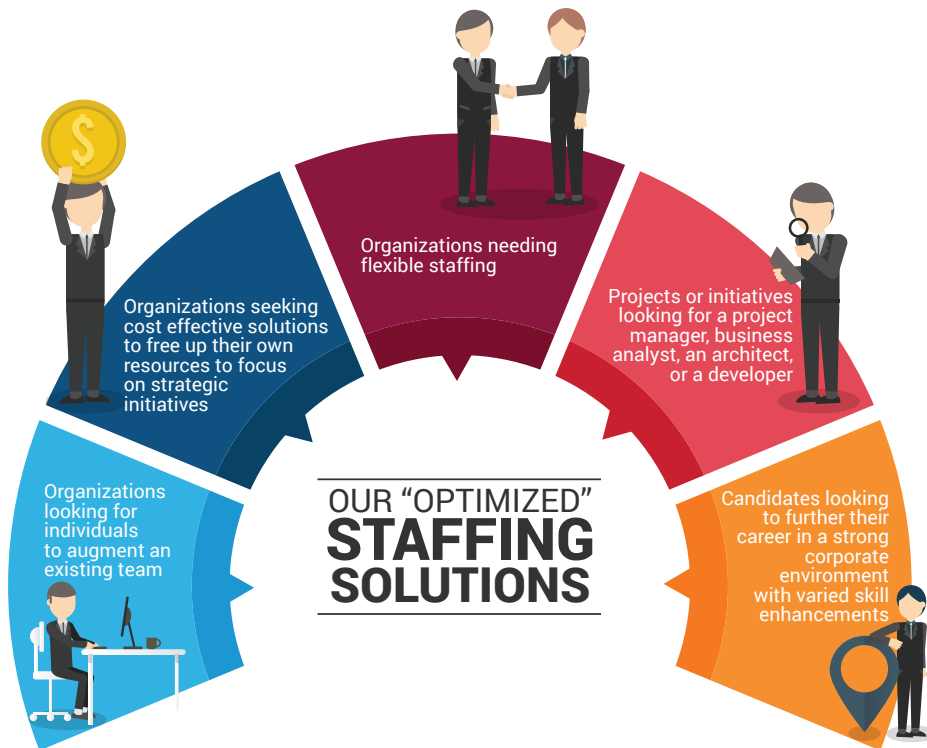 Organizations needing
flexible staffing
Organizations seeking
cost effective solutions
to free up their own
resources to focus
on strategic
initiatives
Projects or initiatives
looking for a project
manager, business
analyst, an architect,
or a developer
Organizations
looking for
individuals
to augment an
existing team
OUR “OPTIMIZED”
STAFFING
SOLUTIONS
Candidates looking
to further their
career in a strong
corporate
environment
with varied skill
enhancements
$